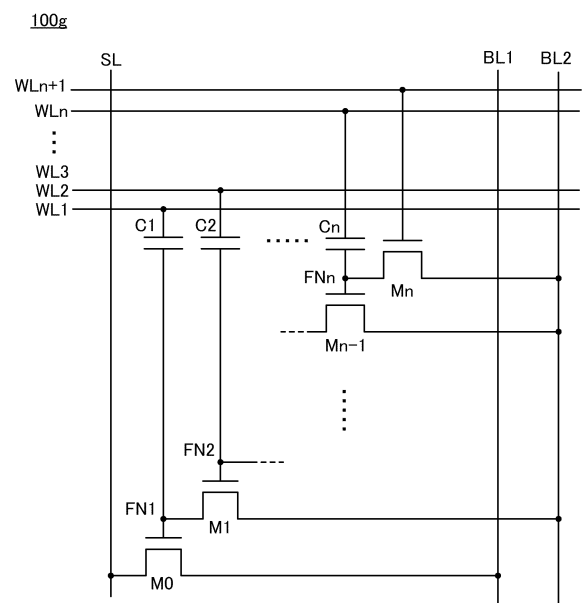 100g
SL
BL1
BL2
WLn+1
WLn
WL3
WL2
WL1
C1
C2
Cn
FNn
Mn
Mn-1
FN2
FN1
M1
M0